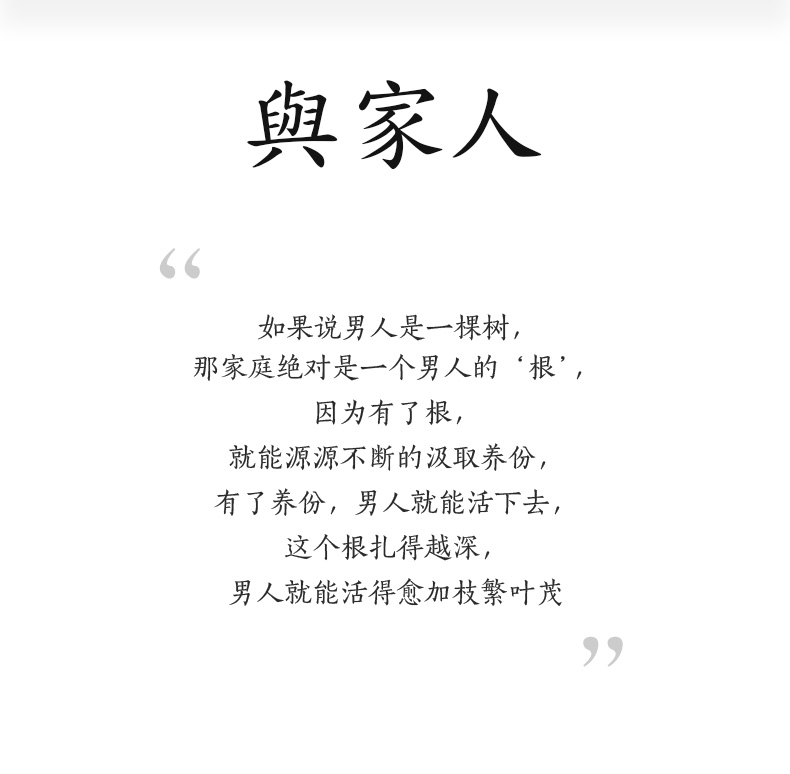 與家人
“
如果说男人是一棵树，
那家庭绝对是一个男人的‘根’，
因为有了根，
就能源源不断的汲取养份，
有了养份，男人就能活下去，
这个根扎得越深，
男人就能活得愈加枝繁叶茂
”